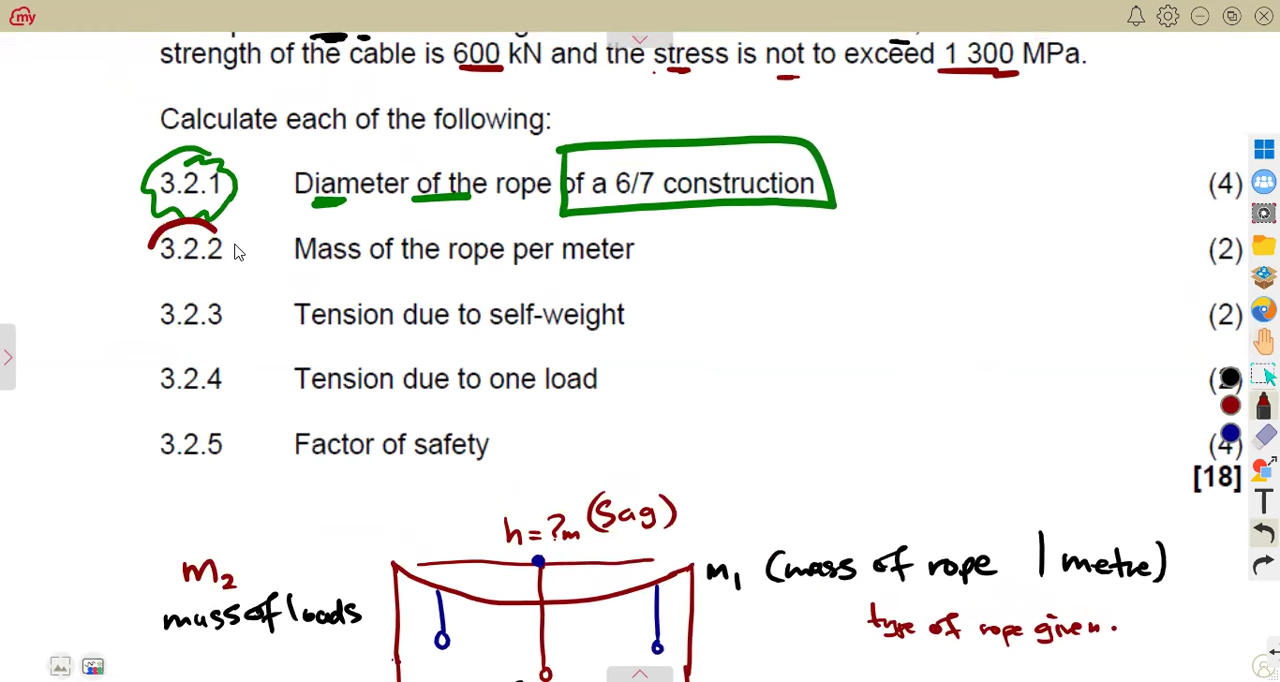 my
strength of the cable is 600 kN and the stress is not to exceed 1 300 MPa.
Calculate each of the following:
3.2.1 Diameter of the rope of a 6/7 construction (4)
3.2.2 Mass of the rope per meter (2)
3.2.3 Tension due to self-weight (2)
3.2.4 Tension due to one load (2)
3.2.5 Factor of safety (4)
[18]
h = ?m (Sag)
m2 m1 (mass of rope / metre)
mass of loads
type of rope given.
T